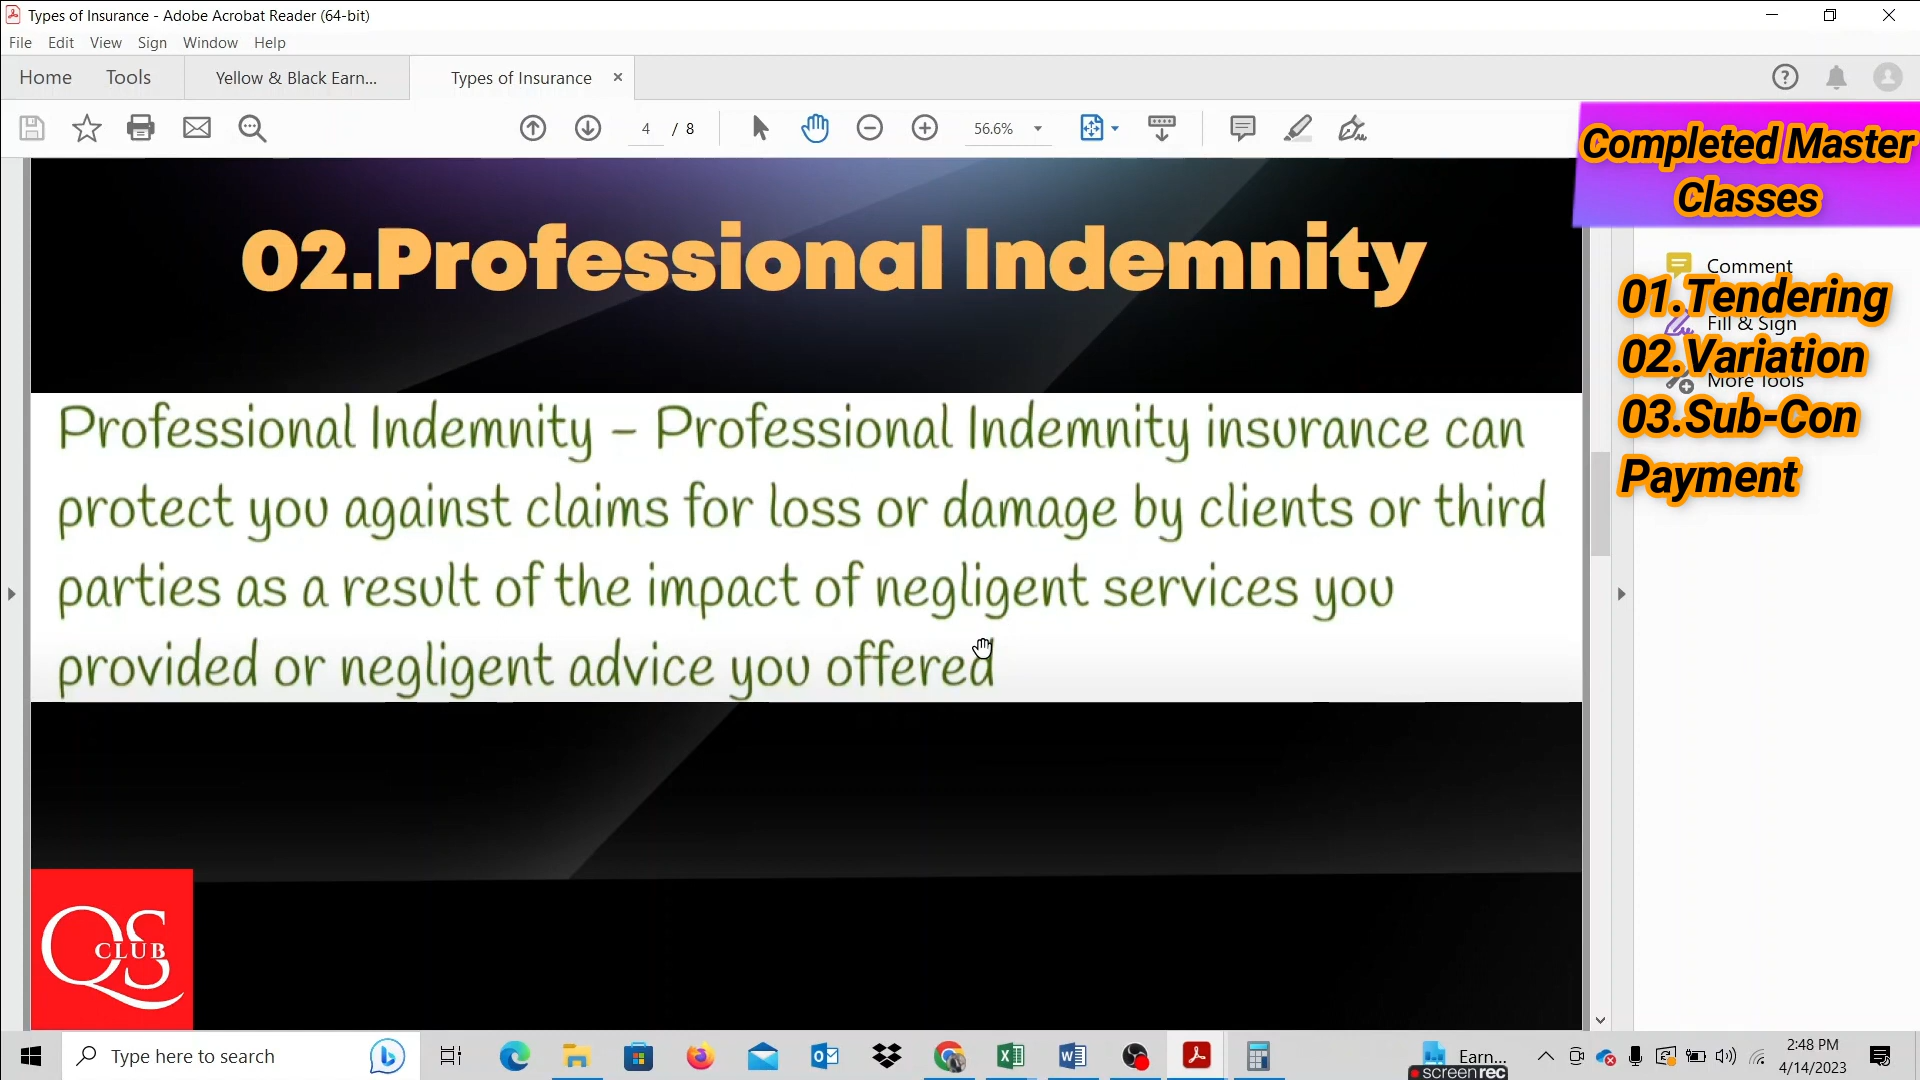 Types of Insurance - Adobe Acrobat Reader (64-bit)
File Edit View Sign Window Help
Home Tools Yellow & Black Earn... Types of Insurance
4 / 8 56.6%
Completed Master
Classes
02.Professional Indemnity
Comment
01.Tendering
Fill & Sign
02.Variation
More Tools
03.Sub-Con
Payment
Professional Indemnity – Professional Indemnity insurance can
protect you against claims for loss or damage by clients or third
parties as a result of the impact of negligent services you
provided or negligent advice you offered
QS
CLUB
Type here to search
Earn...
screenrec
2:48 PM
4/14/2023